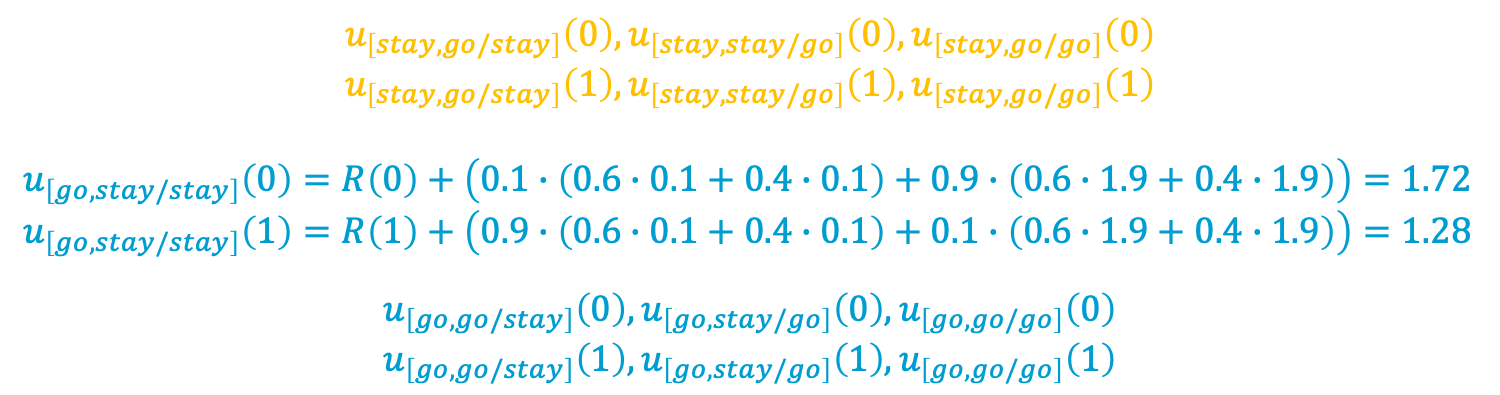 u[stay,go/stay](0), u[stay,stay/go](0), u[stay,go/go](0)
u[stay,go/stay](1), u[stay,stay/go](1), u[stay,go/go](1)
u[go,stay/stay](0) = R(0) + (0.1 · (0.6 · 0.1 + 0.4 · 0.1) + 0.9 · (0.6 · 1.9 + 0.4 · 1.9)) = 1.72
u[go,stay/stay](1) = R(1) + (0.9 · (0.6 · 0.1 + 0.4 · 0.1) + 0.1 · (0.6 · 1.9 + 0.4 · 1.9)) = 1.28
u[go,go/stay](0), u[go,stay/go](0), u[go,go/go](0)
u[go,go/stay](1), u[go,stay/go](1), u[go,go/go](1)